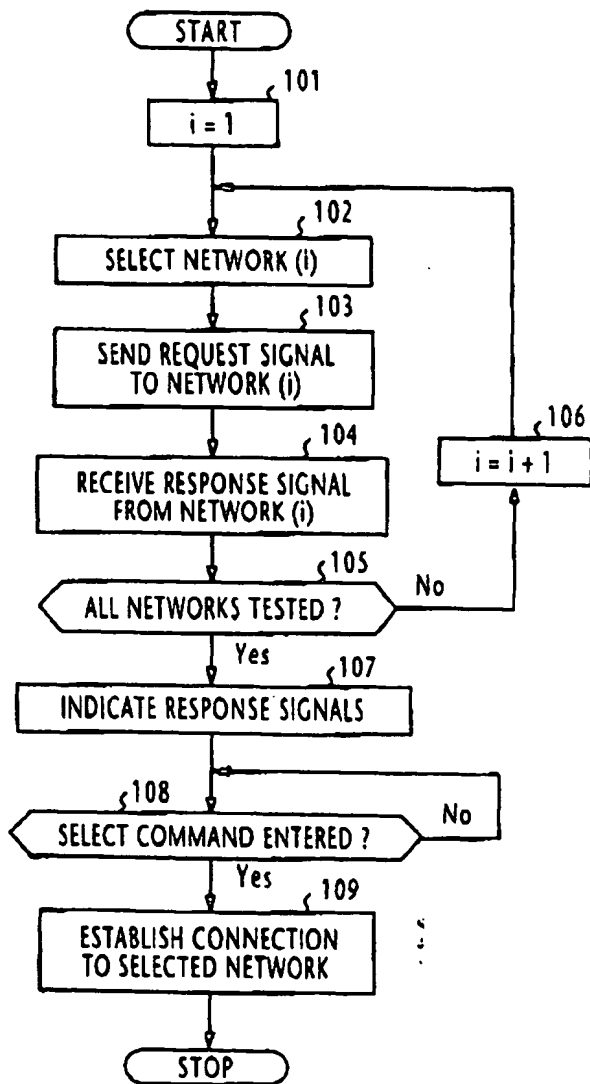 START
101
i = 1
102
SELECT NETWORK (i)
103
SEND REQUEST SIGNAL
TO NETWORK (i)
104
RECEIVE RESPONSE SIGNAL
FROM NETWORK (i)
106
i = i + 1
105
ALL NETWORKS TESTED ?
No
Yes
107
INDICATE RESPONSE SIGNALS
108
SELECT COMMAND ENTERED ?
No
Yes
109
ESTABLISH CONNECTION
TO SELECTED NETWORK
STOP